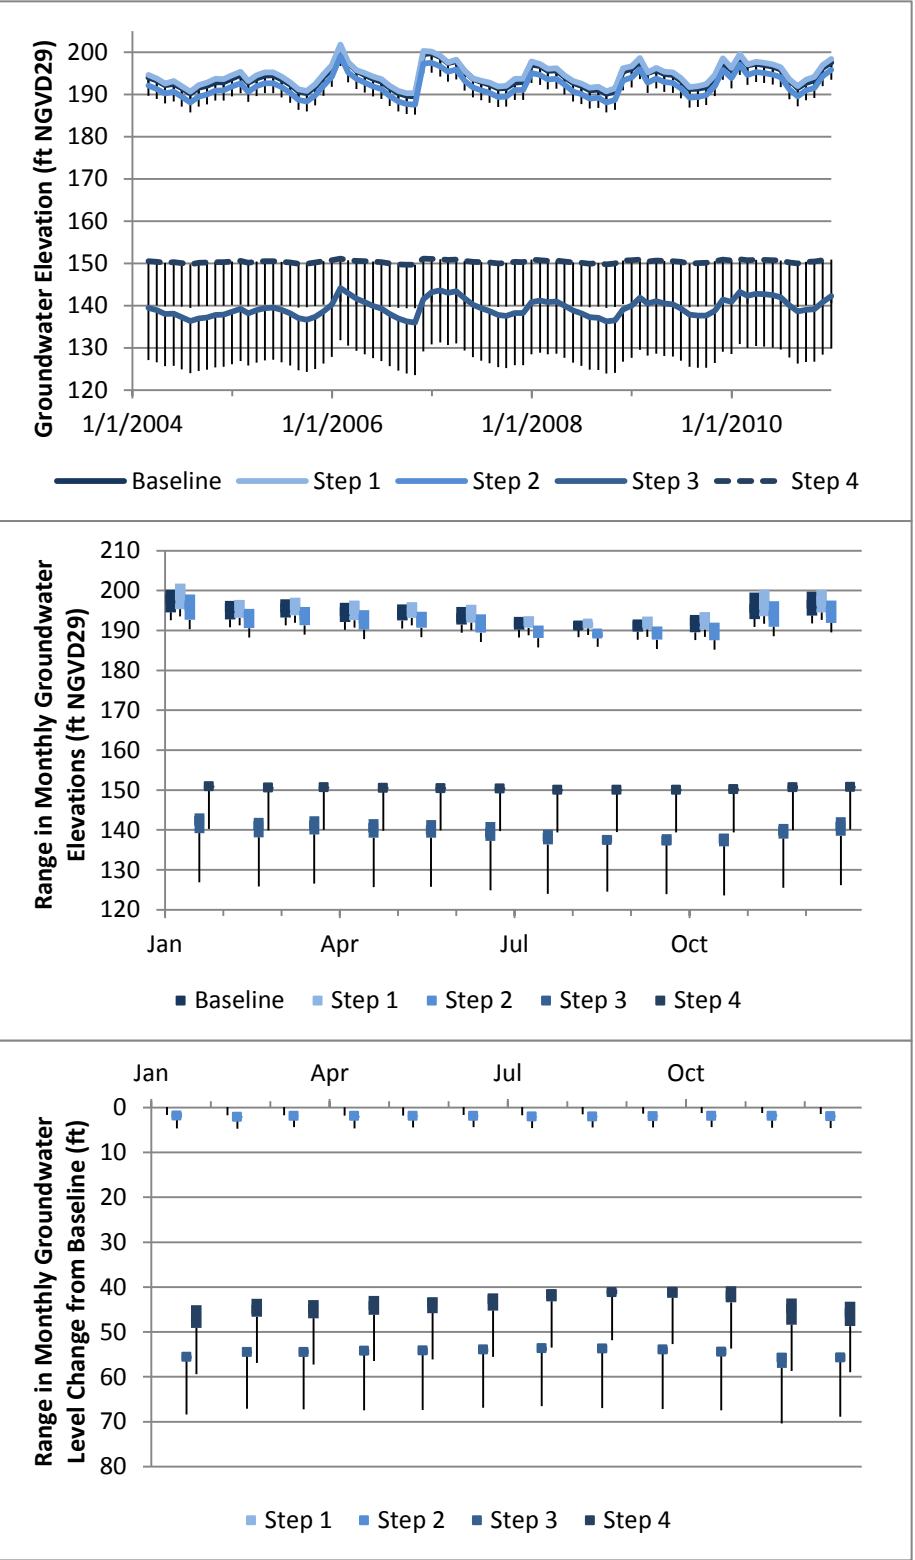 Groundwater Elevation (ft NGVD29)
200
190
180
170
160
150
140
130
120
1/1/2004 1/1/2006 1/1/2008 1/1/2010
Baseline Step 1 Step 2 Step 3 Step 4
Range in Monthly Groundwater
Elevations (ft NGVD29)
210
200
190
180
170
160
150
140
130
120
Jan Apr Jul Oct
Baseline Step 1 Step 2 Step 3 Step 4
Range in Monthly Groundwater
Level Change from Baseline (ft)
Jan Apr Jul Oct
0
10
20
30
40
50
60
70
80
Step 1 Step 2 Step 3 Step 4